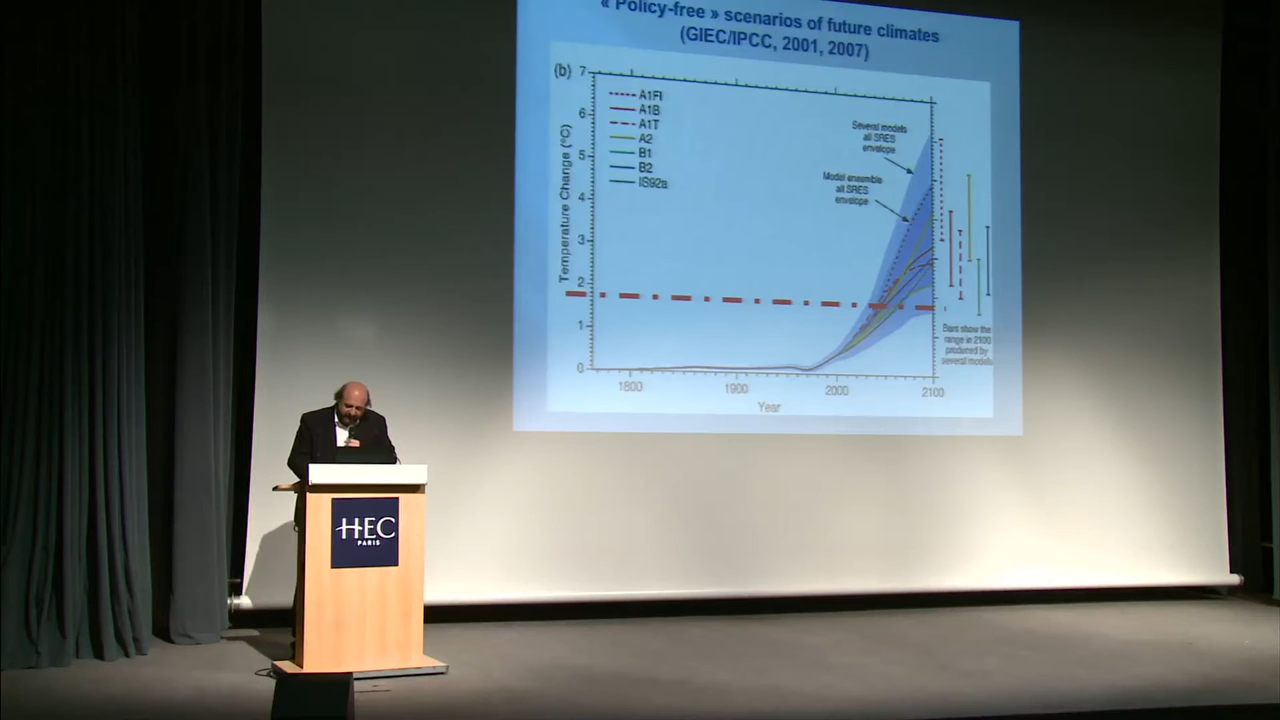 « Policy-free » scenarios of future climates
(GIEC/IPCC, 2001, 2007)
(b)
7
6
5
4
3
2
1
0
Temperature Change (°C)
A1FI
A1B
A1T
A2
B1
B2
IS92a
Several models
all SRES
envelope
Model ensemble
all SRES
envelope
Bars show the
range in 2100
produced by
several models
1800
1900
2000
2100
Year
HEC
PARIS